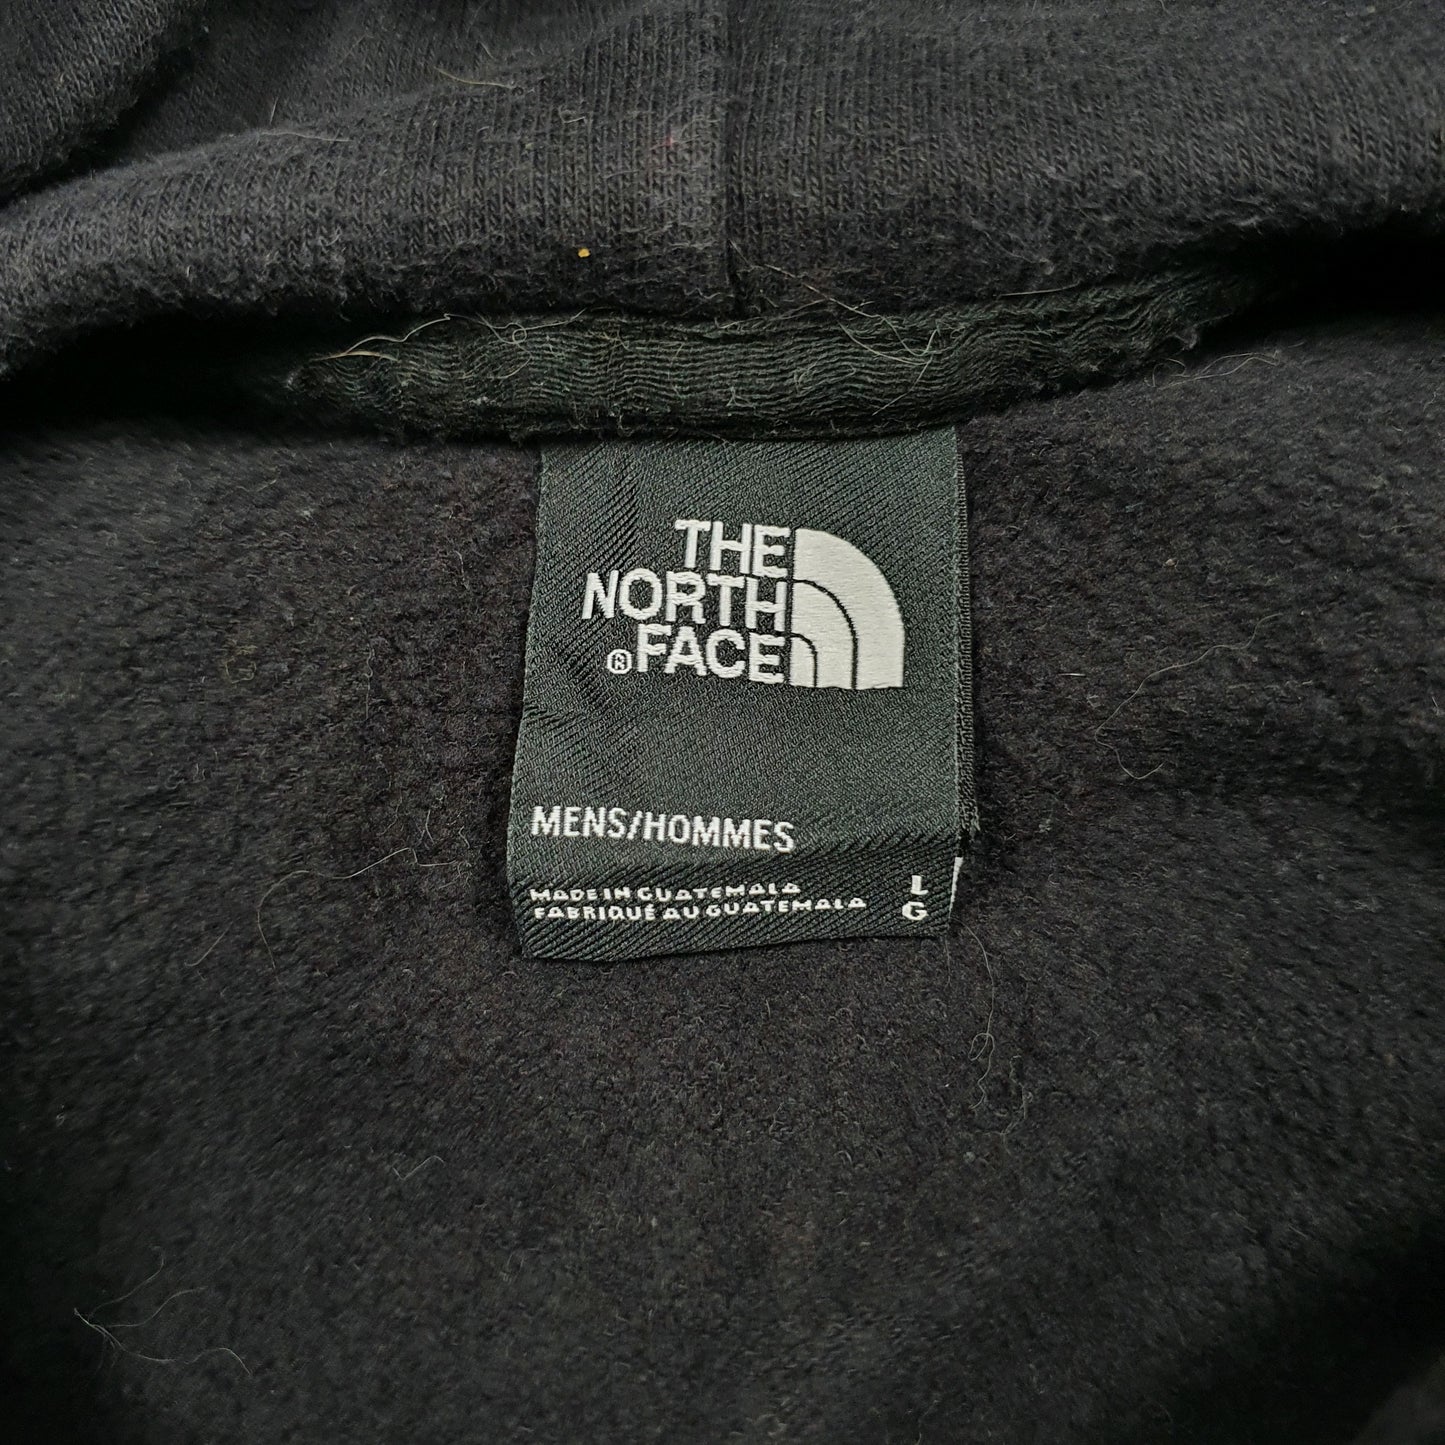 THE
NORTH
®FACE
MENS/HOMMES
MADE IN GUATEMALA L
FABRIQUÉ AU GUATEMALA G